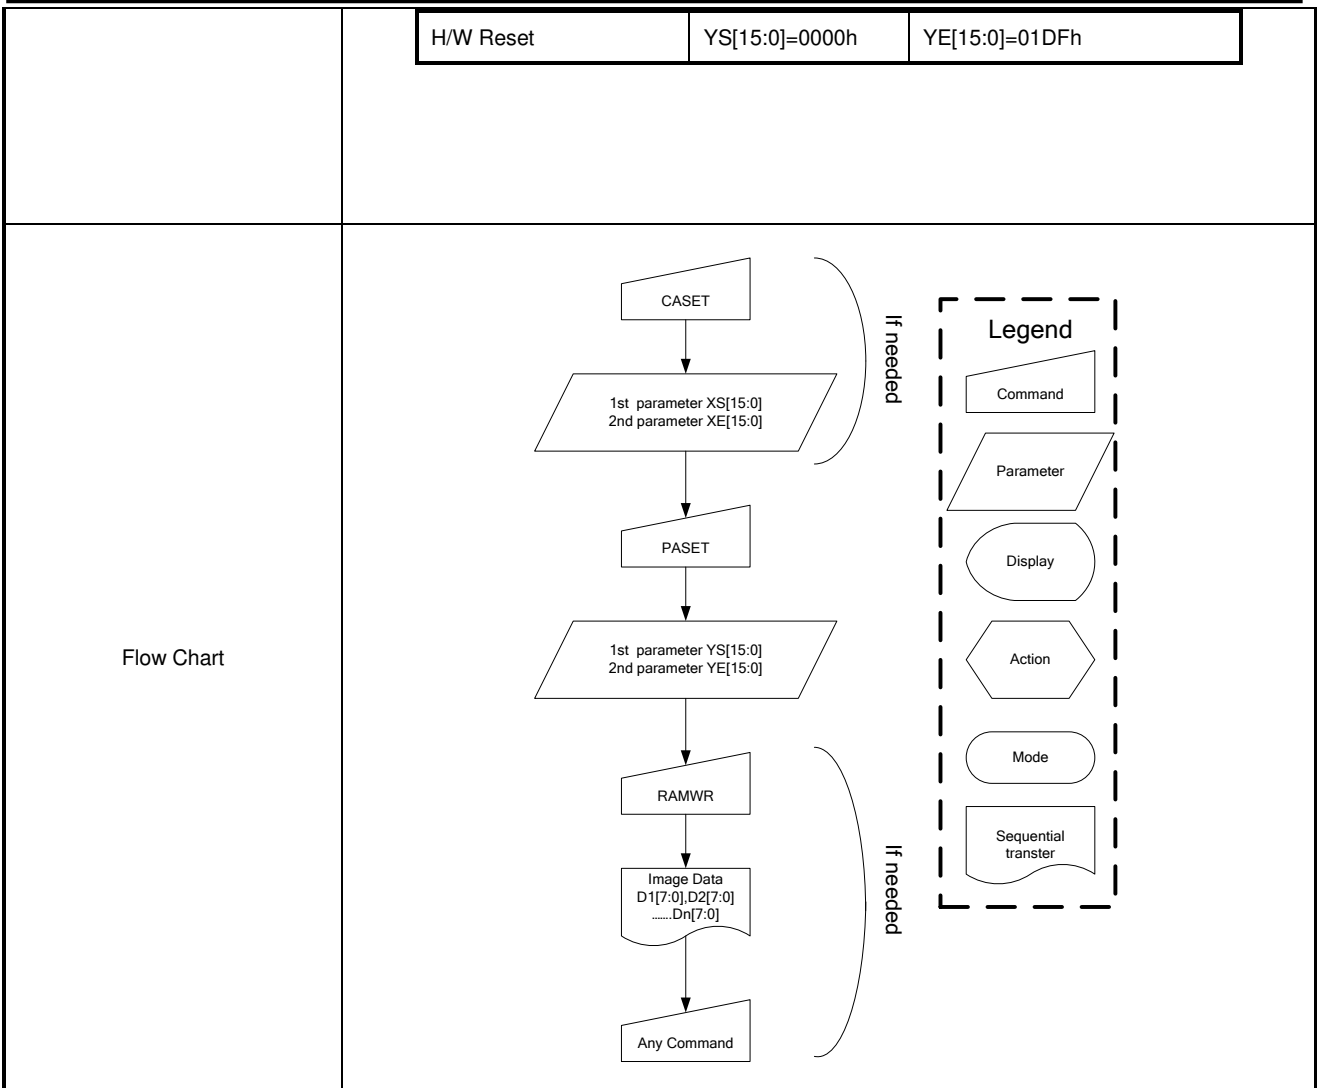 H/W Reset YS[15:0]=0000h YE[15:0]=01DFh
Flow Chart
CASET
1st parameter XS[15:0]
2nd parameter XE[15:0]
If needed
PASET
1st parameter YS[15:0]
2nd parameter YE[15:0]
RAMWR
Image Data
D1[7:0],D2[7:0]
.......Dn[7:0]
Any Command
If needed
Legend
Command
Parameter
Display
Action
Mode
Sequential
transter